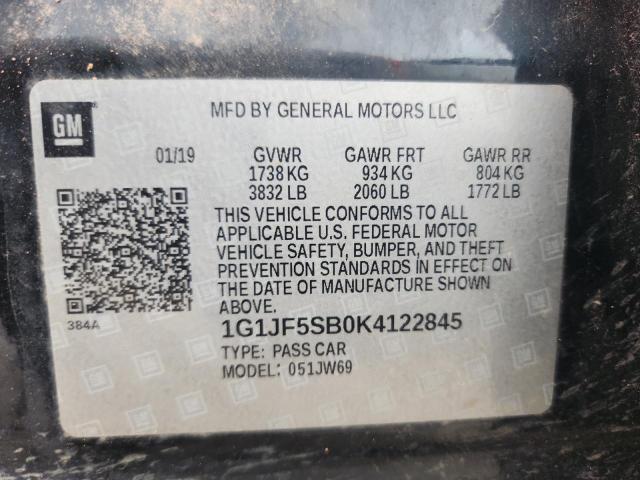 GM
MFD BY GENERAL MOTORS LLC
01/19 GVWR GAWR FRT GAWR RR
1738 KG 934 KG 804 KG
3832 LB 2060 LB 1772 LB
THIS VEHICLE CONFORMS TO ALL
APPLICABLE U.S. FEDERAL MOTOR
VEHICLE SAFETY, BUMPER, AND THEFT
PREVENTION STANDARDS IN EFFECT ON
THE DATE OF MANUFACTURE SHOWN
ABOVE.
384A
1G1JF5SB0K4122845
TYPE: PASS CAR
MODEL: 051JW69